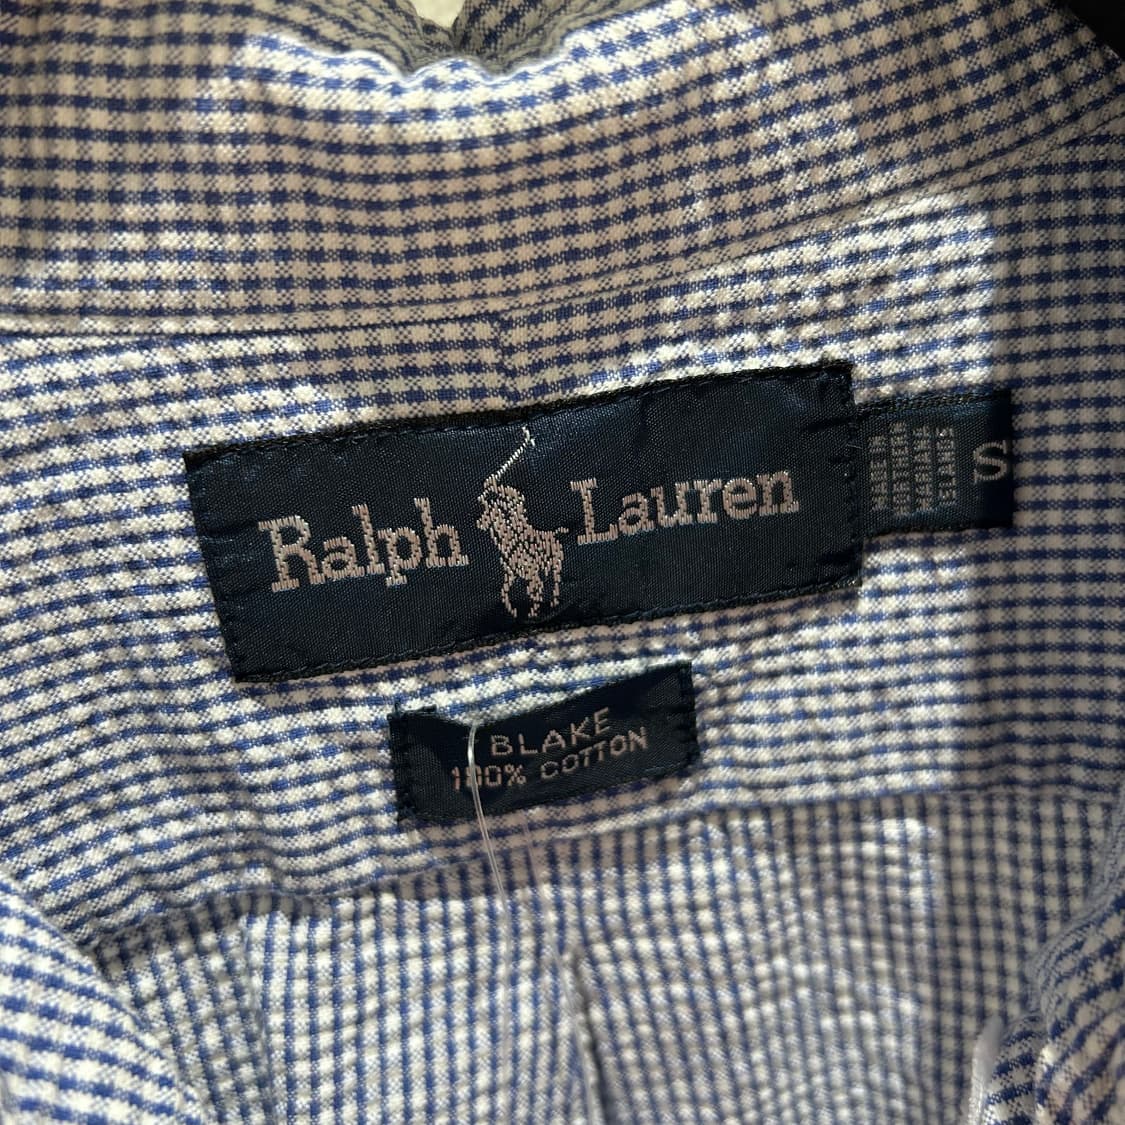 Ralph Lauren
S
BLAKE
100% COTTON